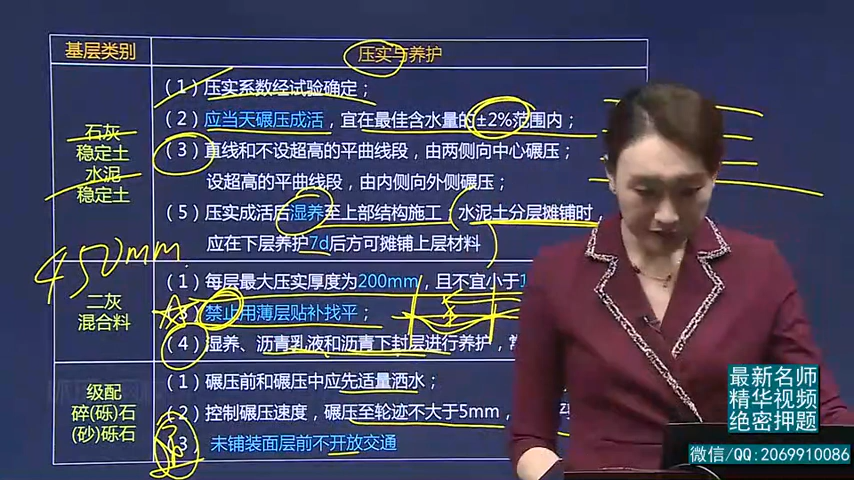 基层类别
压实与养护
石灰
稳定土
水泥
稳定土
（1）压实系数经试验确定；
（2）应当天碾压成活，宜在最佳含水量的±2%范围内；
（3）直线和不设超高的平曲线段，由两侧向中心碾压；
设超高的平曲线段，由内侧向外侧碾压；
（5）压实成活后湿养至上部结构施工，水泥土分层摊铺时，
应在下层养护7d后方可摊铺上层材料
450mm
二灰
混合料
（1）每层最大压实厚度为200mm，且不宜小于1
（3）禁止用薄层贴补找平；
（4）湿养、沥青乳液和沥青下封层进行养护，常
级配
碎(砾)石
(砂)砾石
（1）碾压前和碾压中应先适量洒水；
（2）控制碾压速度，碾压至轮迹不大于5mm，
（3）未铺装面层前不开放交通
最新名师
精华视频
绝密押题
微信/QQ:2069910086